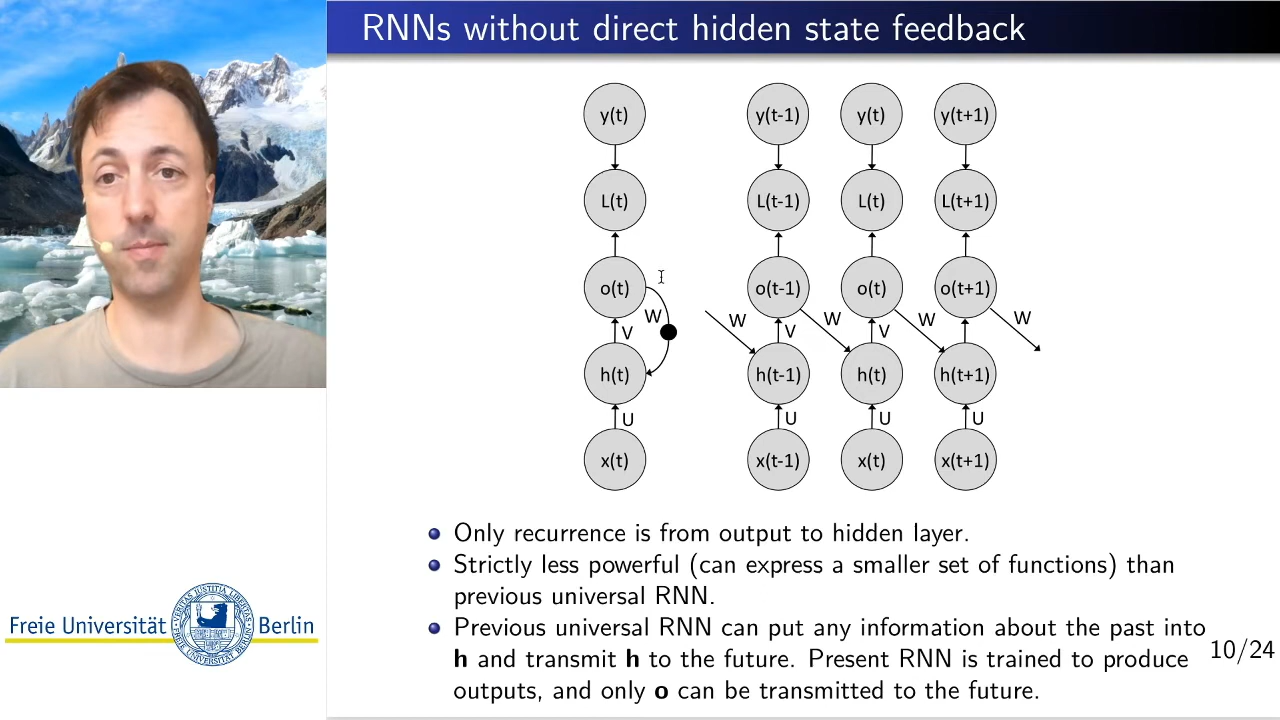 RNNs without direct hidden state feedback
y(t) y(t-1) y(t) y(t+1)
L(t) L(t-1) L(t) L(t+1)
o(t) o(t-1) o(t) o(t+1)
W W W W W
V V V
h(t) h(t-1) h(t) h(t+1)
U U U U
x(t) x(t-1) x(t) x(t+1)
Only recurrence is from output to hidden layer.
Strictly less powerful (can express a smaller set of functions) than
previous universal RNN.
Previous universal RNN can put any information about the past into
h and transmit h to the future. Present RNN is trained to produce
outputs, and only o can be transmitted to the future.
10/24
Freie Universität Berlin